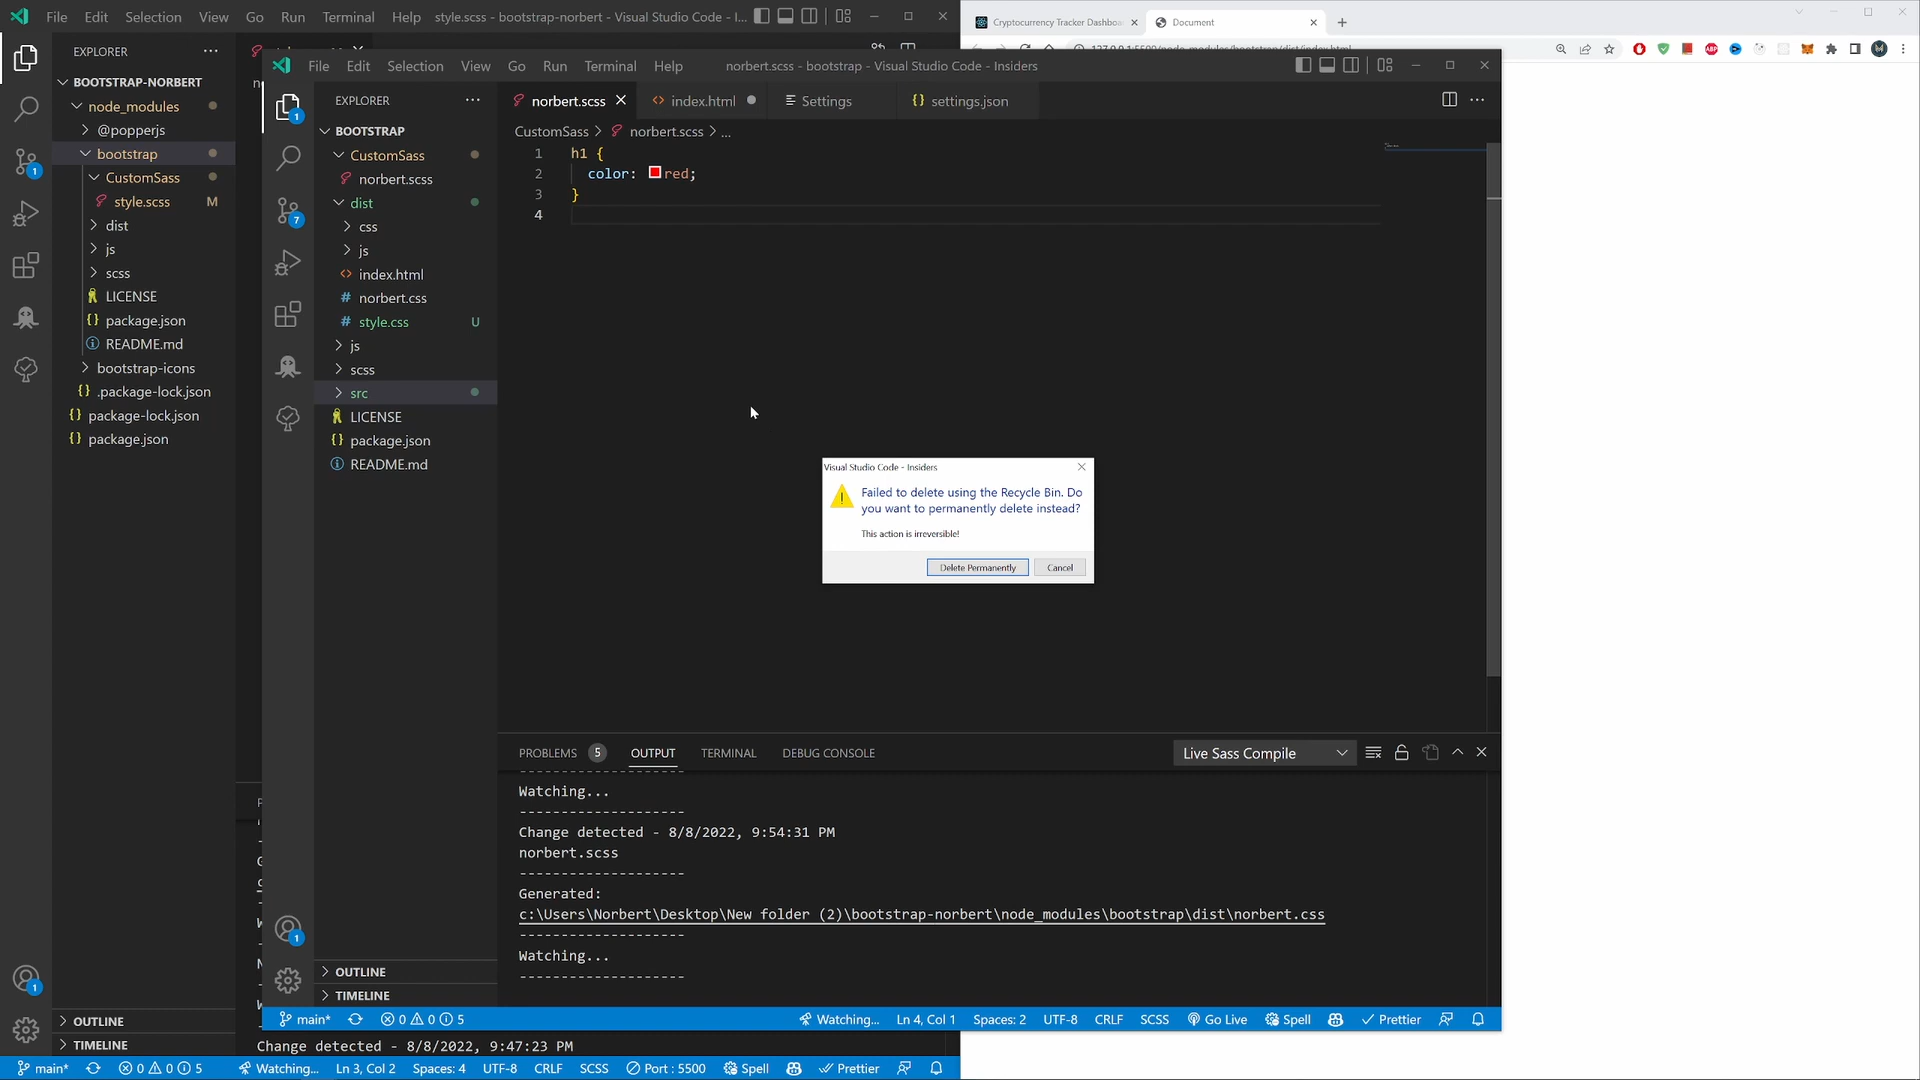 File Edit Selection View Go Run Terminal Help style.scss - bootstrap-norbert - Visual Studio Code - I...
Cryptocurrency Tracker Dashboa
Document
EXPLORER
BOOTSTRAP-NORBERT
node_modules
@popperjs
bootstrap
CustomSass
style.scss M
dist
js
scss
LICENSE
package.json
README.md
bootstrap-icons
.package-lock.json
package-lock.json
package.json
1
1
OUTLINE
TIMELINE
File Edit Selection View Go Run Terminal Help norbert.scss - bootstrap - Visual Studio Code - Insiders
EXPLORER
BOOTSTRAP
CustomSass
norbert.scss
dist
css
js
index.html
norbert.css
style.css U
js
scss
src
LICENSE
package.json
README.md
1
7
1
OUTLINE
TIMELINE
norbert.scss index.html Settings settings.json
CustomSass > norbert.scss > ...
1 h1 {
2 color: red;
3 }
4
Visual Studio Code - Insiders
Failed to delete using the Recycle Bin. Do
you want to permanently delete instead?
This action is irreversible!
Delete Permanently Cancel
PROBLEMS 5 OUTPUT TERMINAL DEBUG CONSOLE Live Sass Compile
--------------------
Watching...
--------------------
Change detected - 8/8/2022, 9:54:31 PM
norbert.scss
--------------------
Generated:
c:\Users\Norbert\Desktop\New folder (2)\bootstrap-norbert\node_modules\bootstrap\dist\norbert.css
--------------------
Watching...
--------------------
main* 0 0 5 Watching... Ln 4, Col 1 Spaces: 2 UTF-8 CRLF SCSS Go Live Spell Prettier
Change detected - 8/8/2022, 9:47:23 PM
main* 0 0 5 Watching... Ln 3, Col 2 Spaces: 4 UTF-8 CRLF SCSS Port : 5500 Spell Prettier